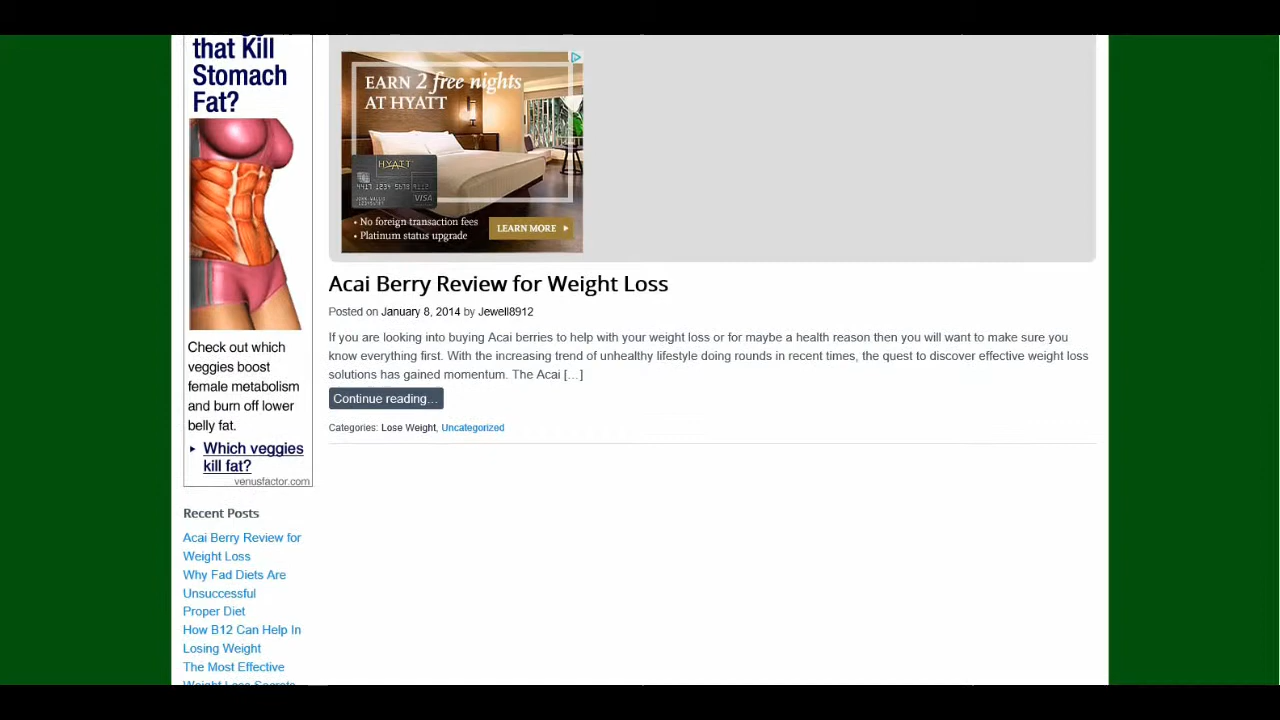 that Kill
Stomach
Fat?
Check out which
veggies boost
female metabolism
and burn off lower
belly fat.
Which veggies
kill fat?
venusfactor.com
EARN 2 free nights
AT HYATT
HYATT
VISA
• No foreign transaction fees
• Platinum status upgrade
LEARN MORE
Acai Berry Review for Weight Loss
Posted on January 8, 2014 by Jewell8912
If you are looking into buying Acai berries to help with your weight loss or for maybe a health reason then you will want to make sure you
know everything first. With the increasing trend of unhealthy lifestyle doing rounds in recent times, the quest to discover effective weight loss
solutions has gained momentum. The Acai […]
Continue reading…
Categories: Lose Weight, Uncategorized
Recent Posts
Acai Berry Review for
Weight Loss
Why Fad Diets Are
Unsuccessful
Proper Diet
How B12 Can Help In
Losing Weight
The Most Effective
Weight Loss Secrets